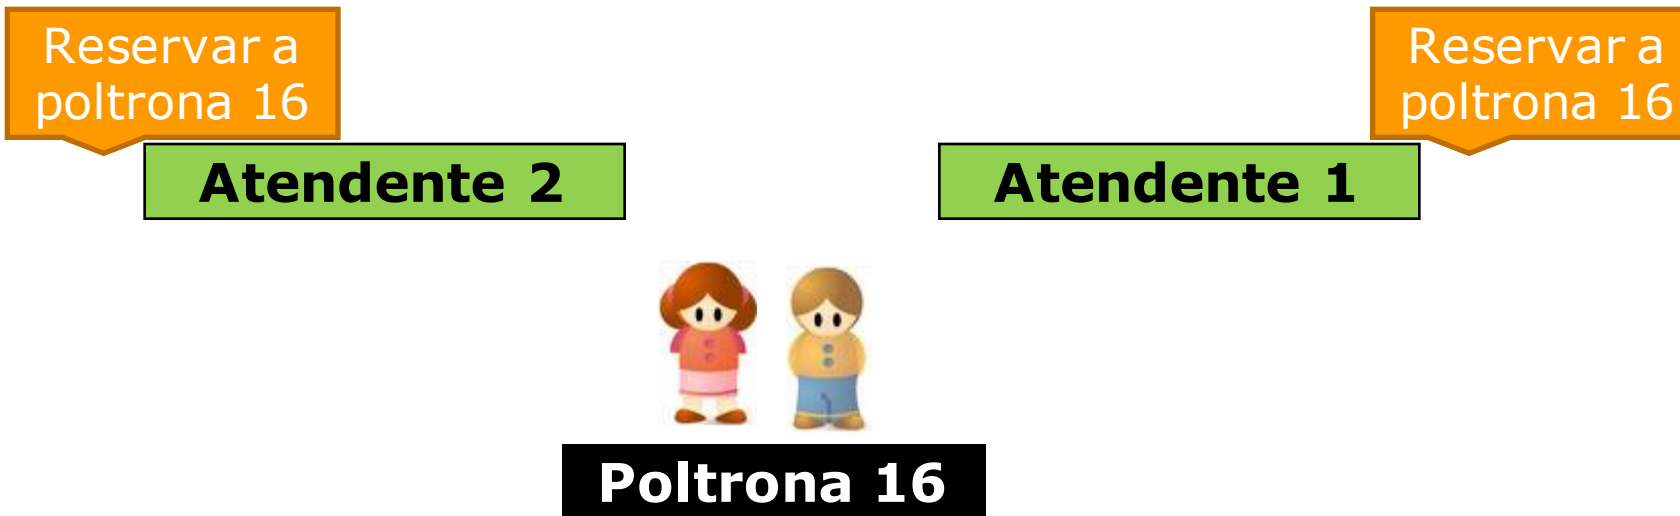 Reservar a
poltrona 16
Reservar a
poltrona 16
Atendente 2
Atendente 1
Poltrona 16